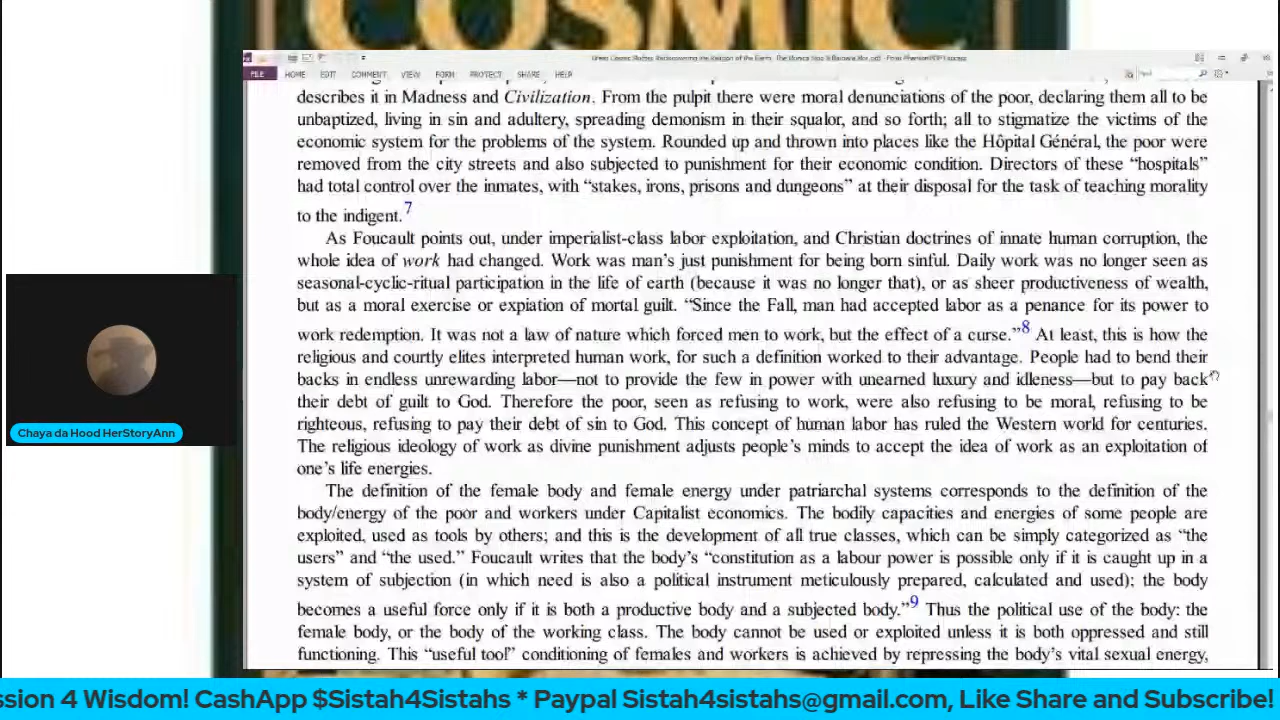 COSMIC
FILE HOME EDIT COMMENT VIEW FORM PROTECT SHARE HELP
describes it in Madness and Civilization. From the pulpit there were moral denunciations of the poor, declaring them all to be
unbaptized, living in sin and adultery, spreading demonism in their squalor, and so forth; all to stigmatize the victims of the
economic system for the problems of the system. Rounded up and thrown into places like the Hôpital Général, the poor were
removed from the city streets and also subjected to punishment for their economic condition. Directors of these “hospitals”
had total control over the inmates, with “stakes, irons, prisons and dungeons” at their disposal for the task of teaching morality
to the indigent.7
As Foucault points out, under imperialist-class labor exploitation, and Christian doctrines of innate human corruption, the
whole idea of work had changed. Work was man’s just punishment for being born sinful. Daily work was no longer seen as
seasonal-cyclic-ritual participation in the life of earth (because it was no longer that), or as sheer productiveness of wealth,
but as a moral exercise or expiation of mortal guilt. “Since the Fall, man had accepted labor as a penance for its power to
work redemption. It was not a law of nature which forced men to work, but the effect of a curse.”8 At least, this is how the
religious and courtly elites interpreted human work, for such a definition worked to their advantage. People had to bend their
backs in endless unrewarding labor—not to provide the few in power with unearned luxury and idleness—but to pay back
their debt of guilt to God. Therefore the poor, seen as refusing to work, were also refusing to be moral, refusing to be
righteous, refusing to pay their debt of sin to God. This concept of human labor has ruled the Western world for centuries.
The religious ideology of work as divine punishment adjusts people’s minds to accept the idea of work as an exploitation of
one’s life energies.
The definition of the female body and female energy under patriarchal systems corresponds to the definition of the
body/energy of the poor and workers under Capitalist economics. The bodily capacities and energies of some people are
exploited, used as tools by others; and this is the development of all true classes, which can be simply categorized as “the
users” and “the used.” Foucault writes that the body’s “constitution as a labour power is possible only if it is caught up in a
system of subjection (in which need is also a political instrument meticulously prepared, calculated and used); the body
becomes a useful force only if it is both a productive body and a subjected body.”9 Thus the political use of the body: the
female body, or the body of the working class. The body cannot be used or exploited unless it is both oppressed and still
functioning. This “useful tool” conditioning of females and workers is achieved by repressing the body’s vital sexual energy,
Chaya da Hood HerStoryAnn
ssion 4 Wisdom! CashApp $Sistah4Sistahs * Paypal Sistah4sistahs@gmail.com, Like Share and Subscribe!